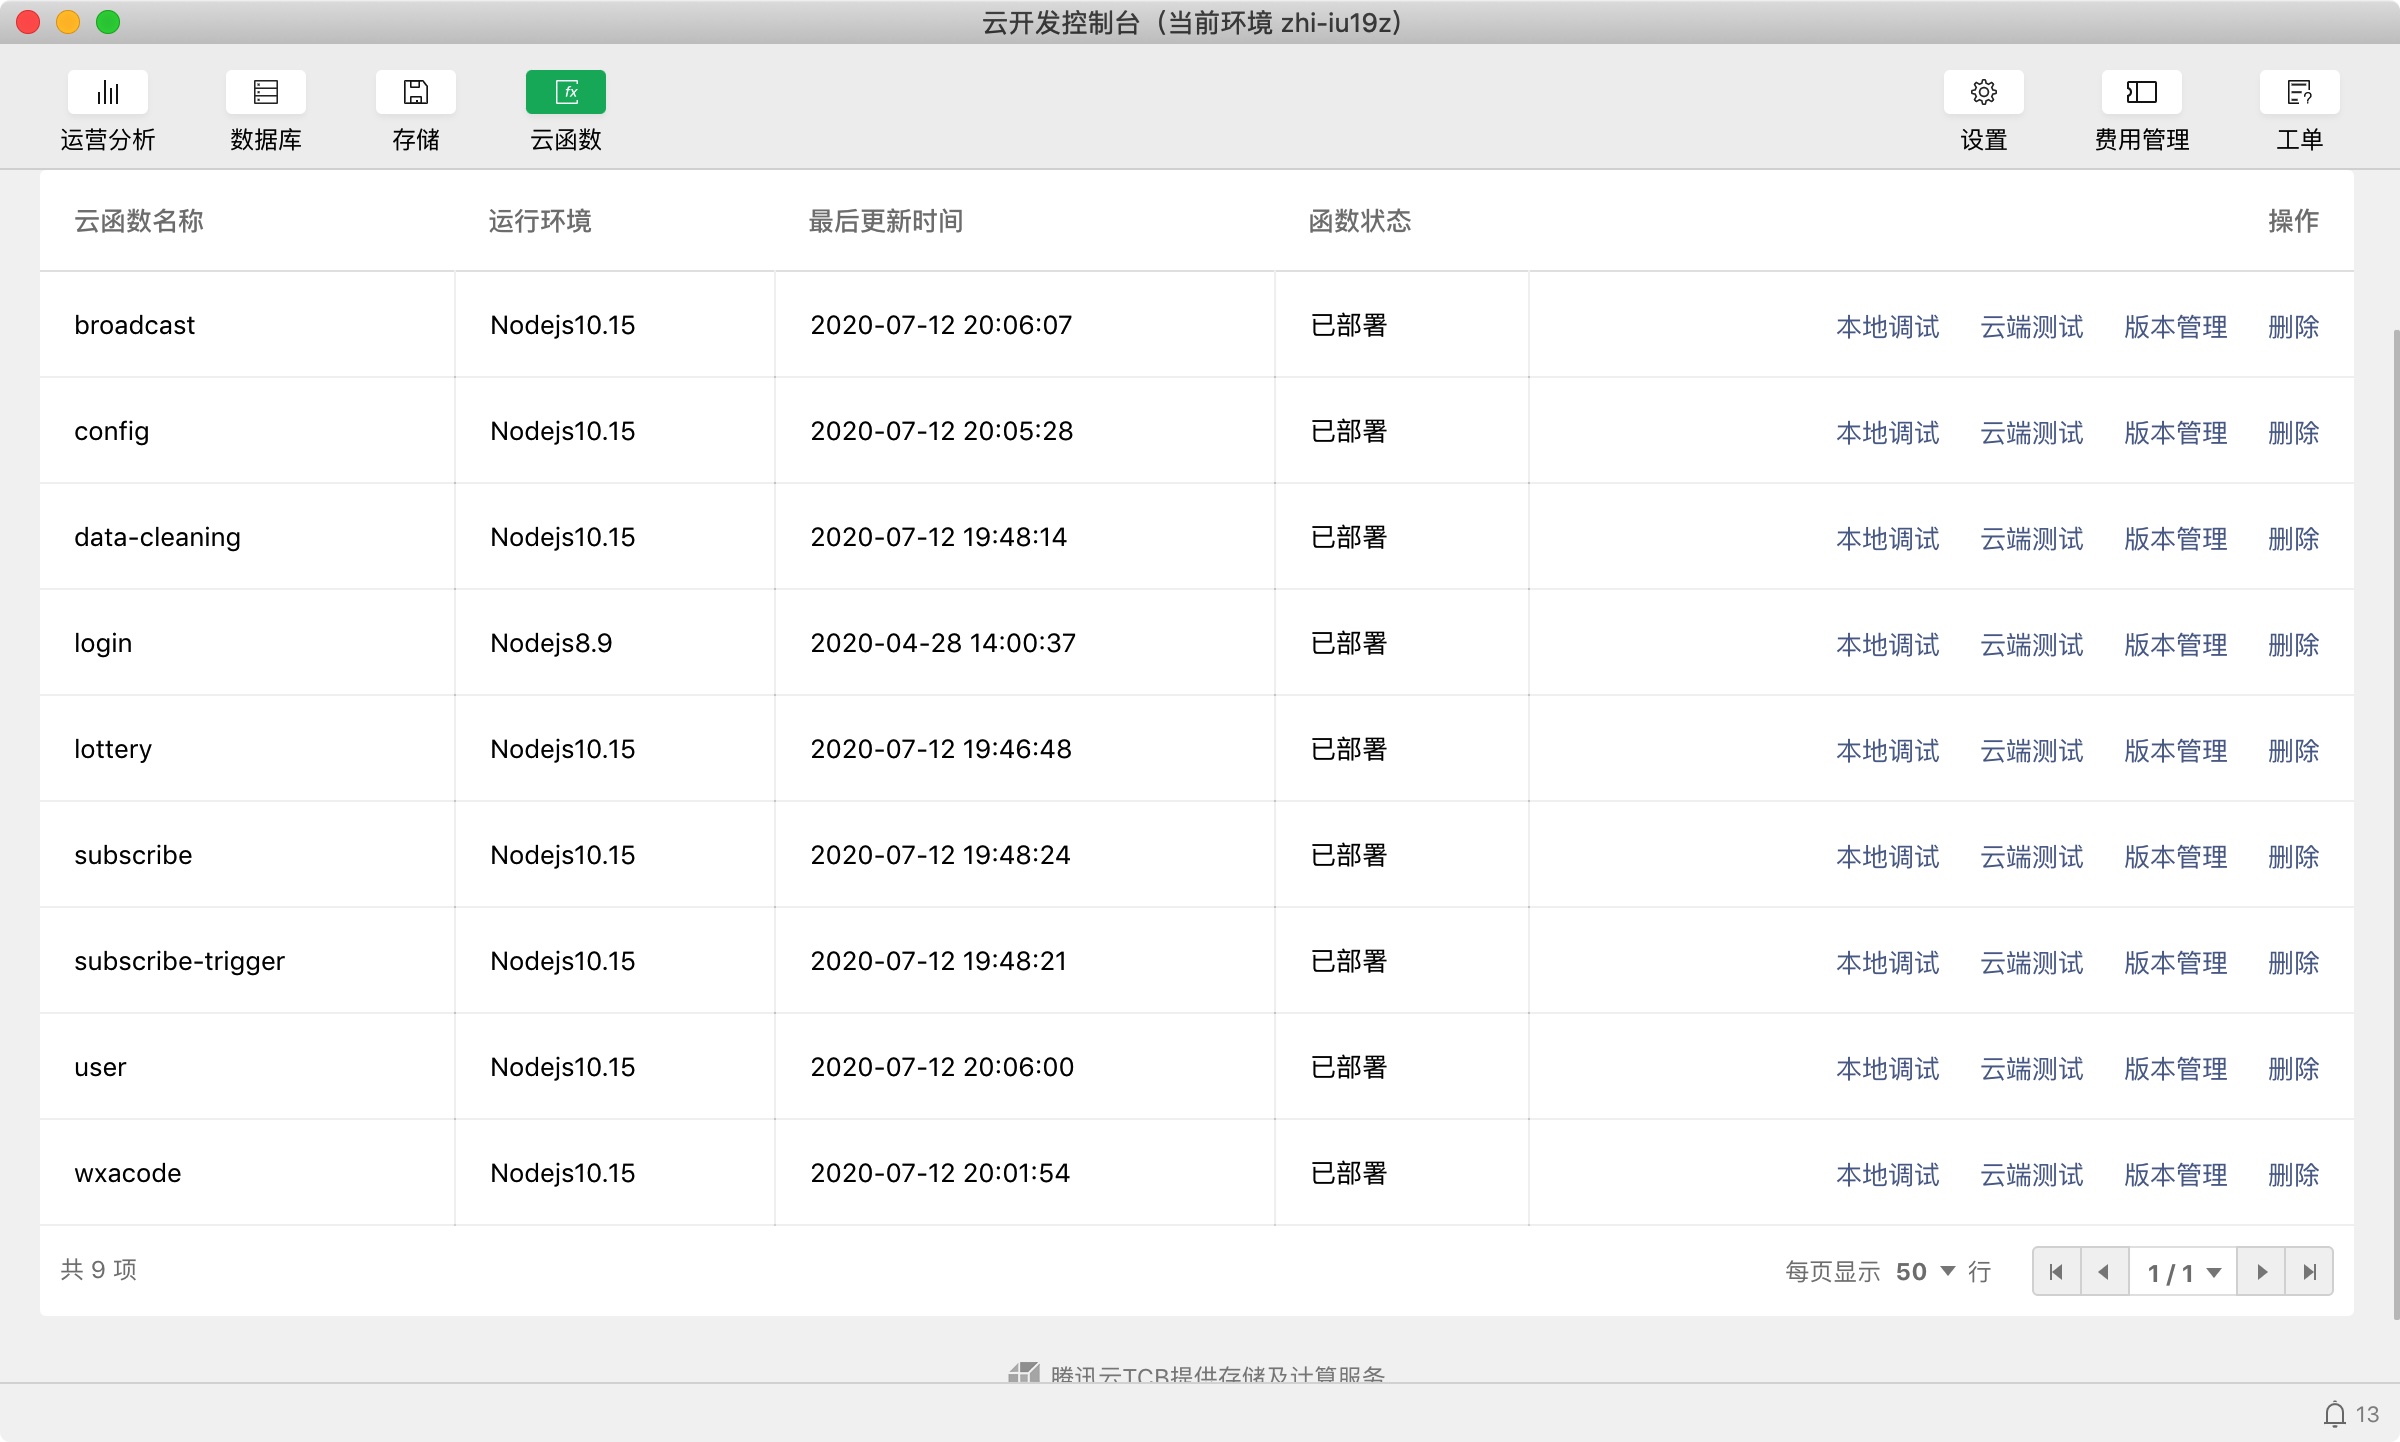 云开发控制台（当前环境 zhi-iu19z）
运营分析 数据库 存储 云函数 设置 费用管理 工单
云函数名称 运行环境 最后更新时间 函数状态 操作
broadcast Nodejs10.15 2020-07-12 20:06:07 已部署 本地调试 云端测试 版本管理 删除
config Nodejs10.15 2020-07-12 20:05:28 已部署 本地调试 云端测试 版本管理 删除
data-cleaning Nodejs10.15 2020-07-12 19:48:14 已部署 本地调试 云端测试 版本管理 删除
login Nodejs8.9 2020-04-28 14:00:37 已部署 本地调试 云端测试 版本管理 删除
lottery Nodejs10.15 2020-07-12 19:46:48 已部署 本地调试 云端测试 版本管理 删除
subscribe Nodejs10.15 2020-07-12 19:48:24 已部署 本地调试 云端测试 版本管理 删除
subscribe-trigger Nodejs10.15 2020-07-12 19:48:21 已部署 本地调试 云端测试 版本管理 删除
user Nodejs10.15 2020-07-12 20:06:00 已部署 本地调试 云端测试 版本管理 删除
wxacode Nodejs10.15 2020-07-12 20:01:54 已部署 本地调试 云端测试 版本管理 删除
共 9 项 每页显示 50 行 1 / 1
腾讯云TCB提供存储及计算服务
13